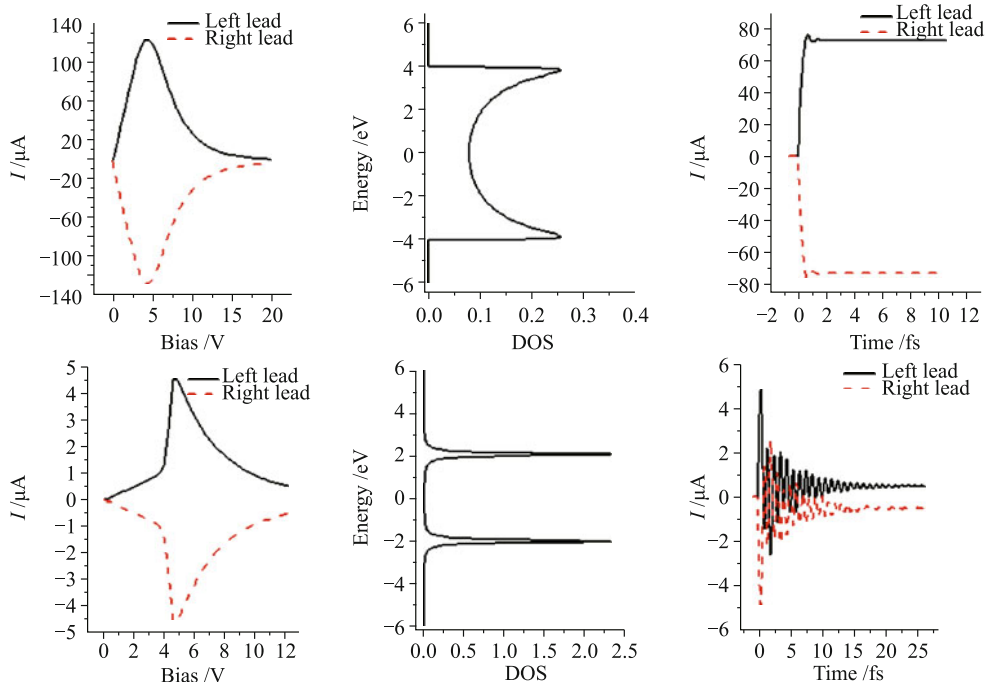 140
120
100
80
60
40
20
0
−20
−40
−60
−80
−100
−120
−140
I /μA
0 5 10 15 20
Bias /V
Left lead
Right lead
6
4
2
0
−2
−4
−6
Energy /eV
0.0 0.1 0.2 0.3 0.4
DOS
80
60
40
20
0
−20
−40
−60
−80
I /μA
−2 0 2 4 6 8 10 12
Time /fs
Left lead
Right lead
5
4
3
2
1
0
−1
−2
−3
−4
−5
I /μA
0 2 4 6 8 10 12
Bias /V
Left lead
Right lead
6
4
2
0
−2
−4
−6
Energy /eV
0.0 0.5 1.0 1.5 2.0 2.5
DOS
6
4
2
0
−2
−4
−6
I /μA
0 5 10 15 20 25
Time /fs
Left lead
Right lead